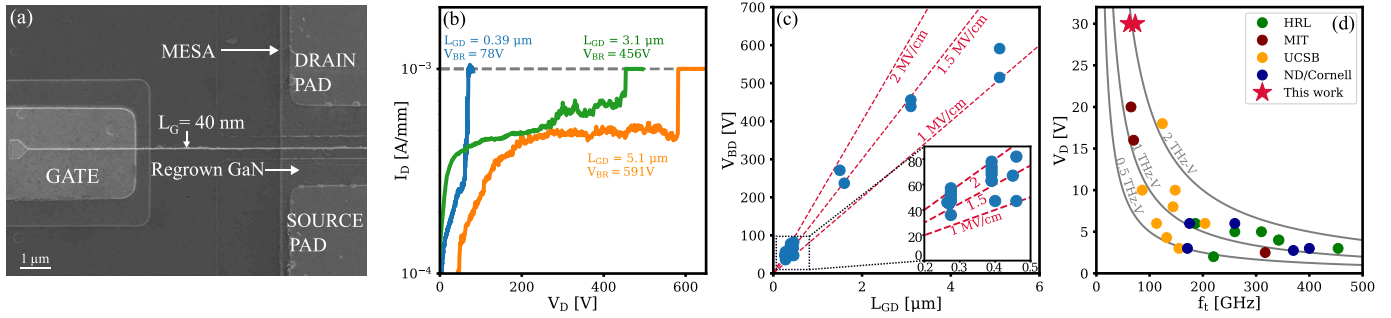 (a)
MESA
DRAIN
PAD
L_G= 40 nm
Regrown GaN
GATE
SOURCE
PAD
1 μm
(b)
L_GD = 0.39 μm
V_BR = 78V
L_GD = 3.1 μm
V_BR = 456V
L_GD = 5.1 μm
V_BR = 591V
10⁻³
10⁻⁴
I_D [A/mm]
0 200 400 600
V_D [V]
(c)
700
600
500
400
300
200
100
0
V_BD [V]
2 MV/cm
1.5 MV/cm
1 MV/cm
80
60
40
20
0
2
1.5
1 MV/cm
0.2 0.3 0.4 0.5
0 2 4 6
L_GD [μm]
(d)
HRL
MIT
UCSB
ND/Cornell
This work
30
25
20
15
10
5
0
V_D [V]
2 THz-V
1 THz-V
0.5 THz-V
0 100 200 300 400 500
f_t [GHz]